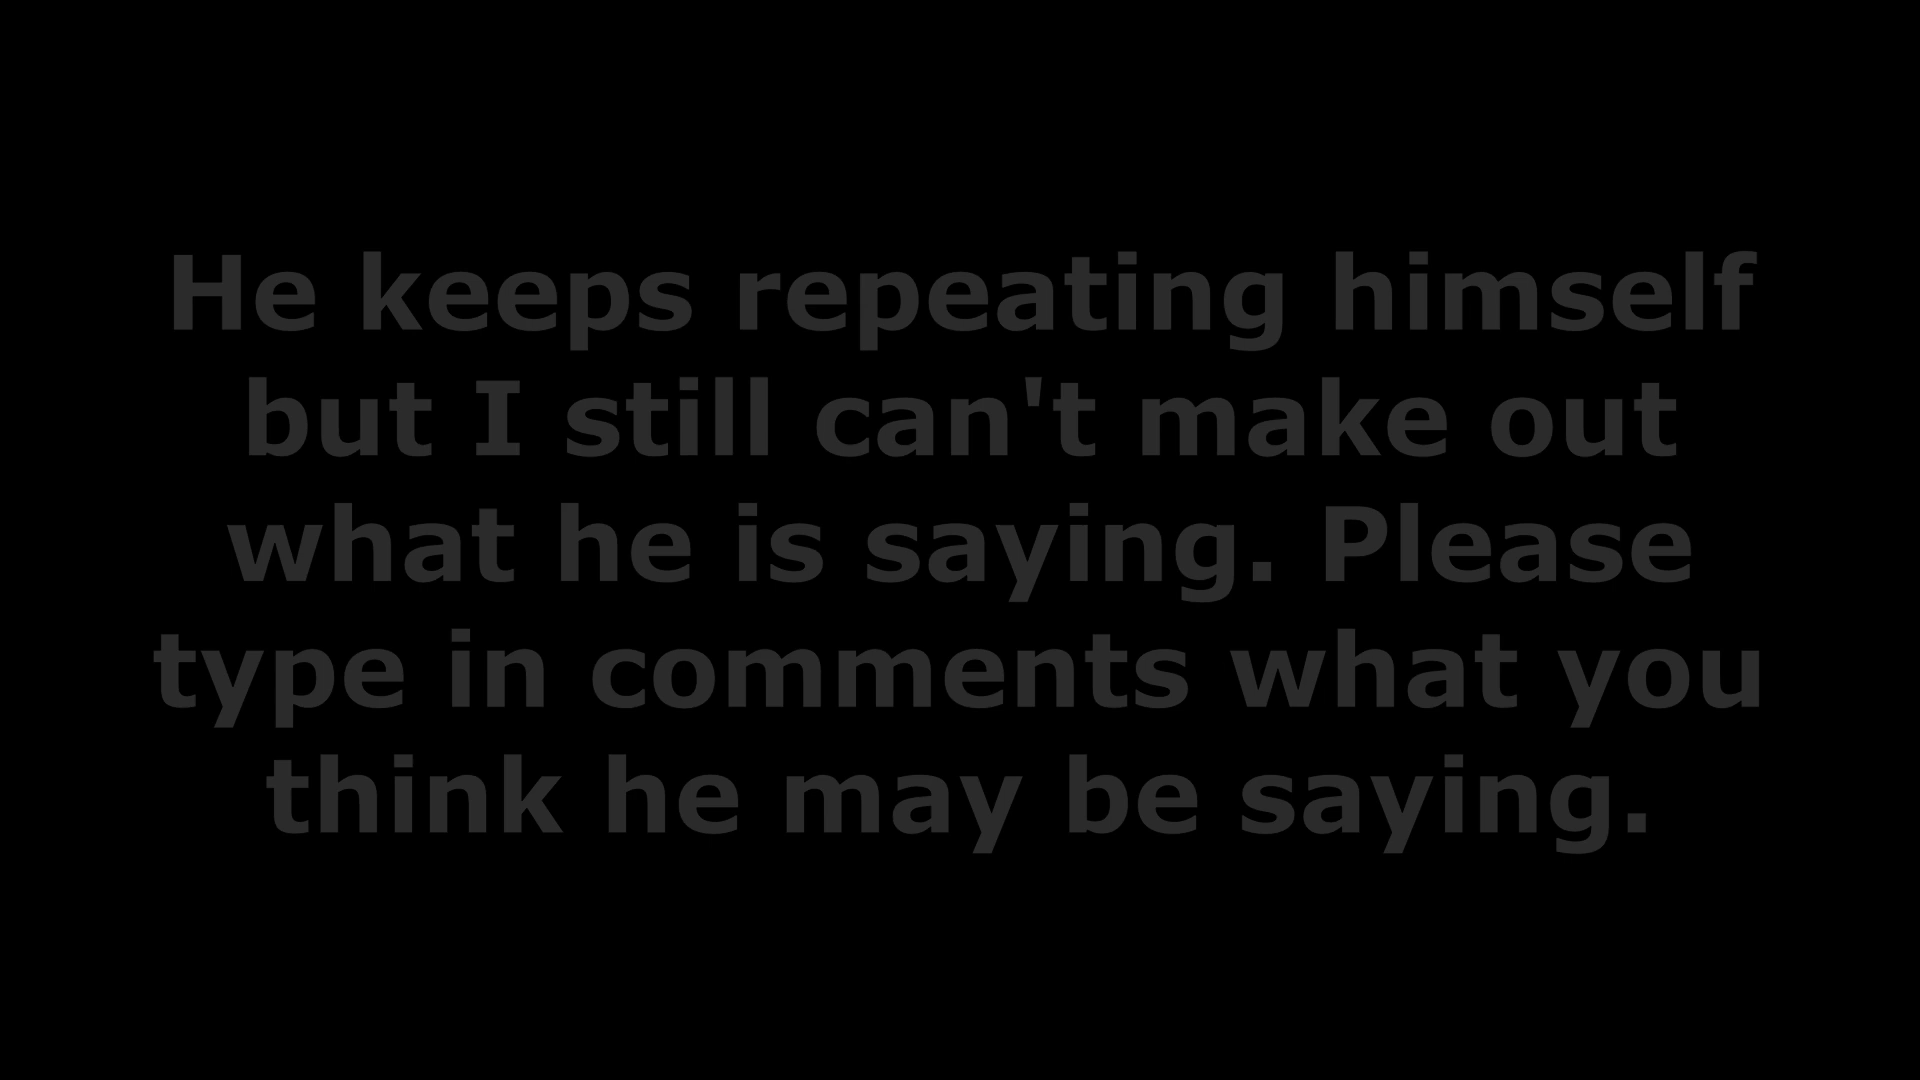 He keeps repeating himself
but I still can't make out
what he is saying. Please
type in comments what you
think he may be saying.